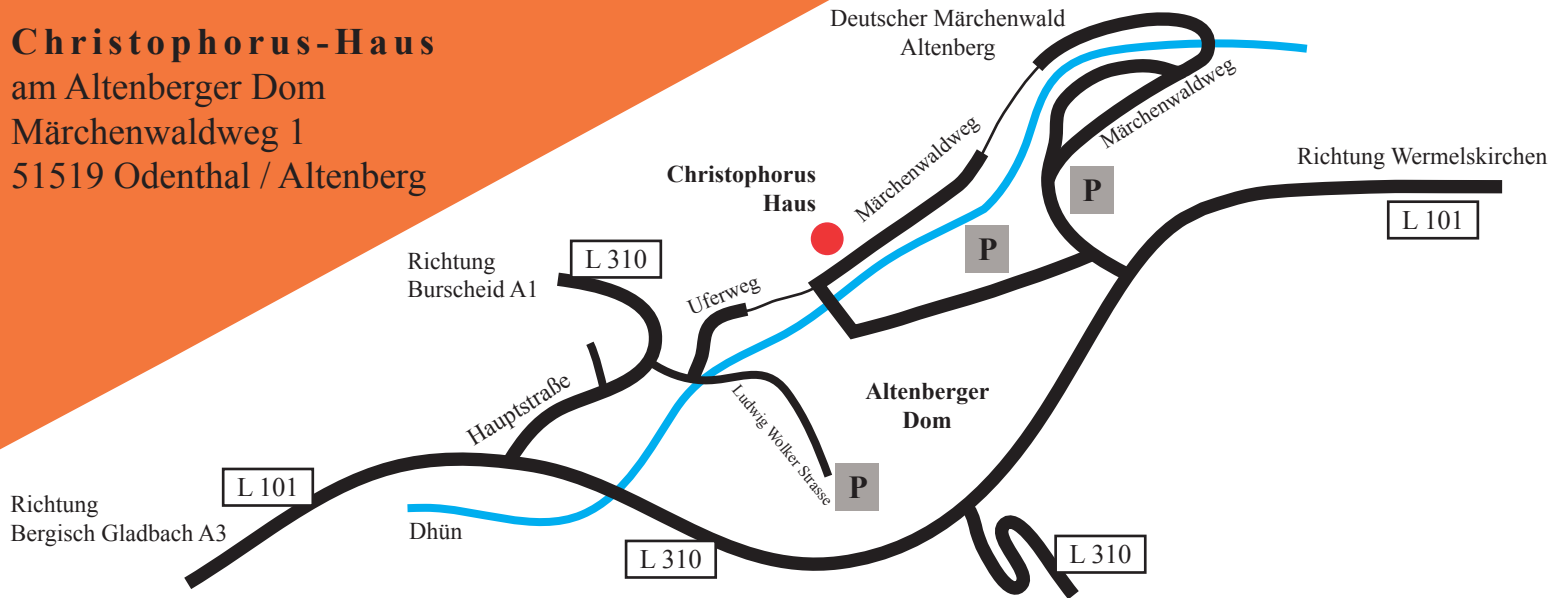 Christophorus-Haus
am Altenberger Dom
Märchenwaldweg 1
51519 Odenthal / Altenberg
Deutscher Märchenwald
Altenberg
Märchenwaldweg
Märchenwaldweg
Richtung Wermelskirchen
L 101
Christophorus
Haus
P
P
Richtung
Burscheid A1
L 310
Uferweg
Hauptstraße
Ludwig Wolker Strasse
Altenberger
Dom
P
L 101
Richtung
Bergisch Gladbach A3
Dhün
L 310
L 310